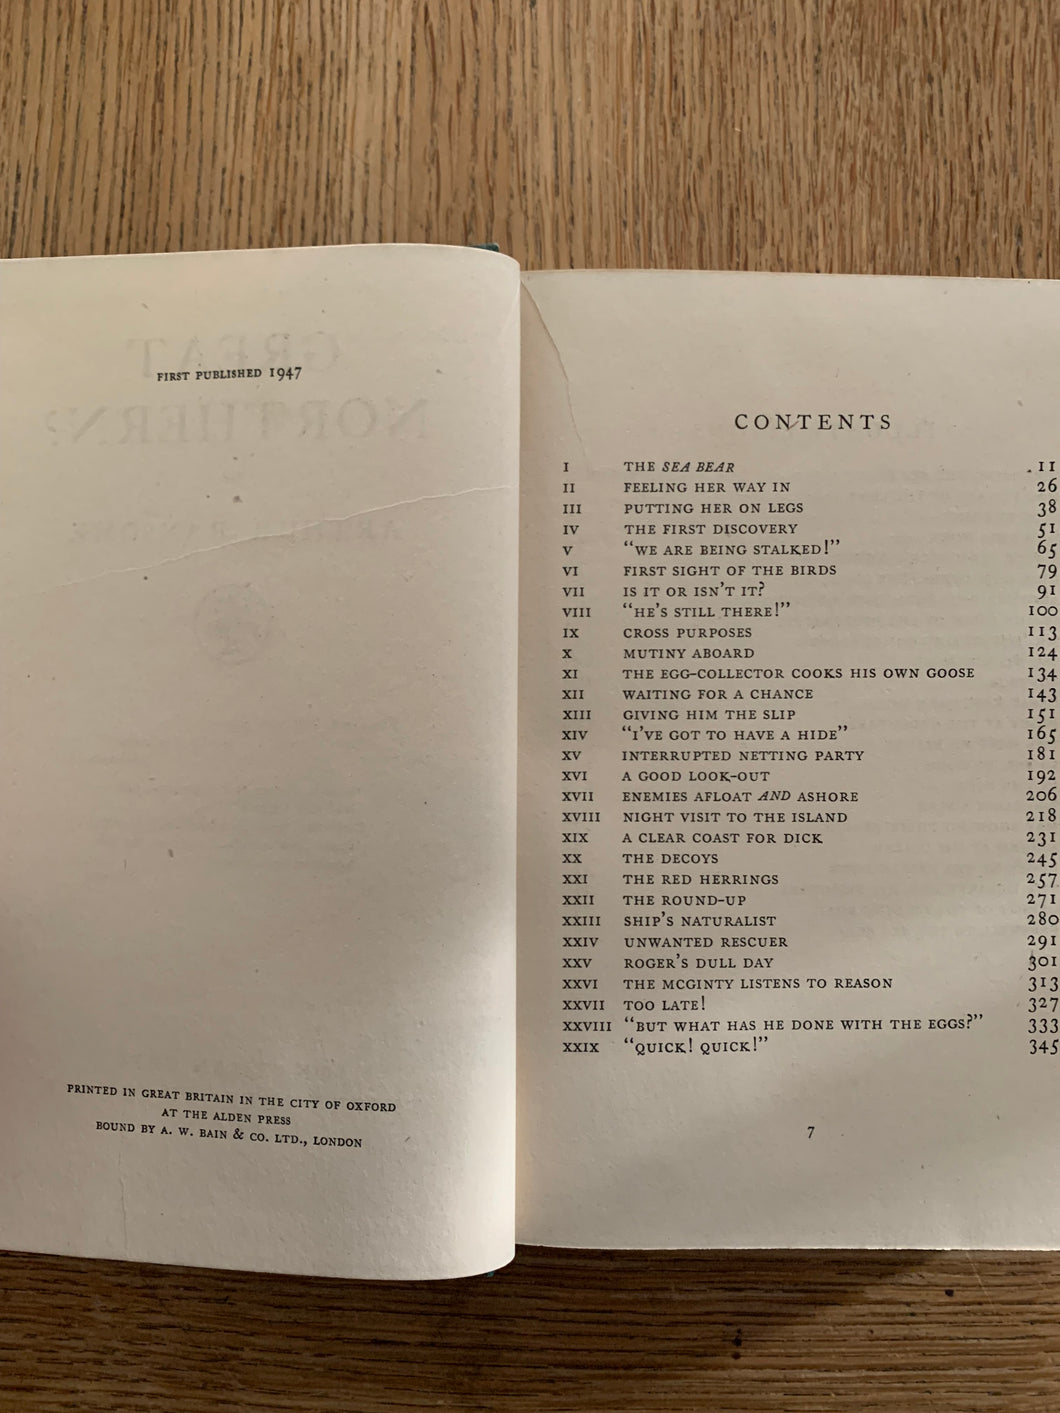 FIRST PUBLISHED 1947
PRINTED IN GREAT BRITAIN IN THE CITY OF OXFORD
AT THE ALDEN PRESS
BOUND BY A. W. BAIN & CO. LTD., LONDON
CONTENTS
I THE SEA BEAR 11
II FEELING HER WAY IN 26
III PUTTING HER ON LEGS 38
IV THE FIRST DISCOVERY 51
V "WE ARE BEING STALKED!" 65
VI FIRST SIGHT OF THE BIRDS 79
VII IS IT OR ISN'T IT? 91
VIII "HE'S STILL THERE!" 100
IX CROSS PURPOSES 113
X MUTINY ABOARD 124
XI THE EGG-COLLECTOR COOKS HIS OWN GOOSE 134
XII WAITING FOR A CHANCE 143
XIII GIVING HIM THE SLIP 151
XIV "I'VE GOT TO HAVE A HIDE" 165
XV INTERRUPTED NETTING PARTY 181
XVI A GOOD LOOK-OUT 192
XVII ENEMIES AFLOAT AND ASHORE 206
XVIII NIGHT VISIT TO THE ISLAND 218
XIX A CLEAR COAST FOR DICK 231
XX THE DECOYS 245
XXI THE RED HERRINGS 257
XXII THE ROUND-UP 271
XXIII SHIP'S NATURALIST 280
XXIV UNWANTED RESCUER 291
XXV ROGER'S DULL DAY 301
XXVI THE MCGINTY LISTENS TO REASON 313
XXVII TOO LATE! 327
XXVIII "BUT WHAT HAS HE DONE WITH THE EGGS?" 333
XXIX "QUICK! QUICK!" 345
7